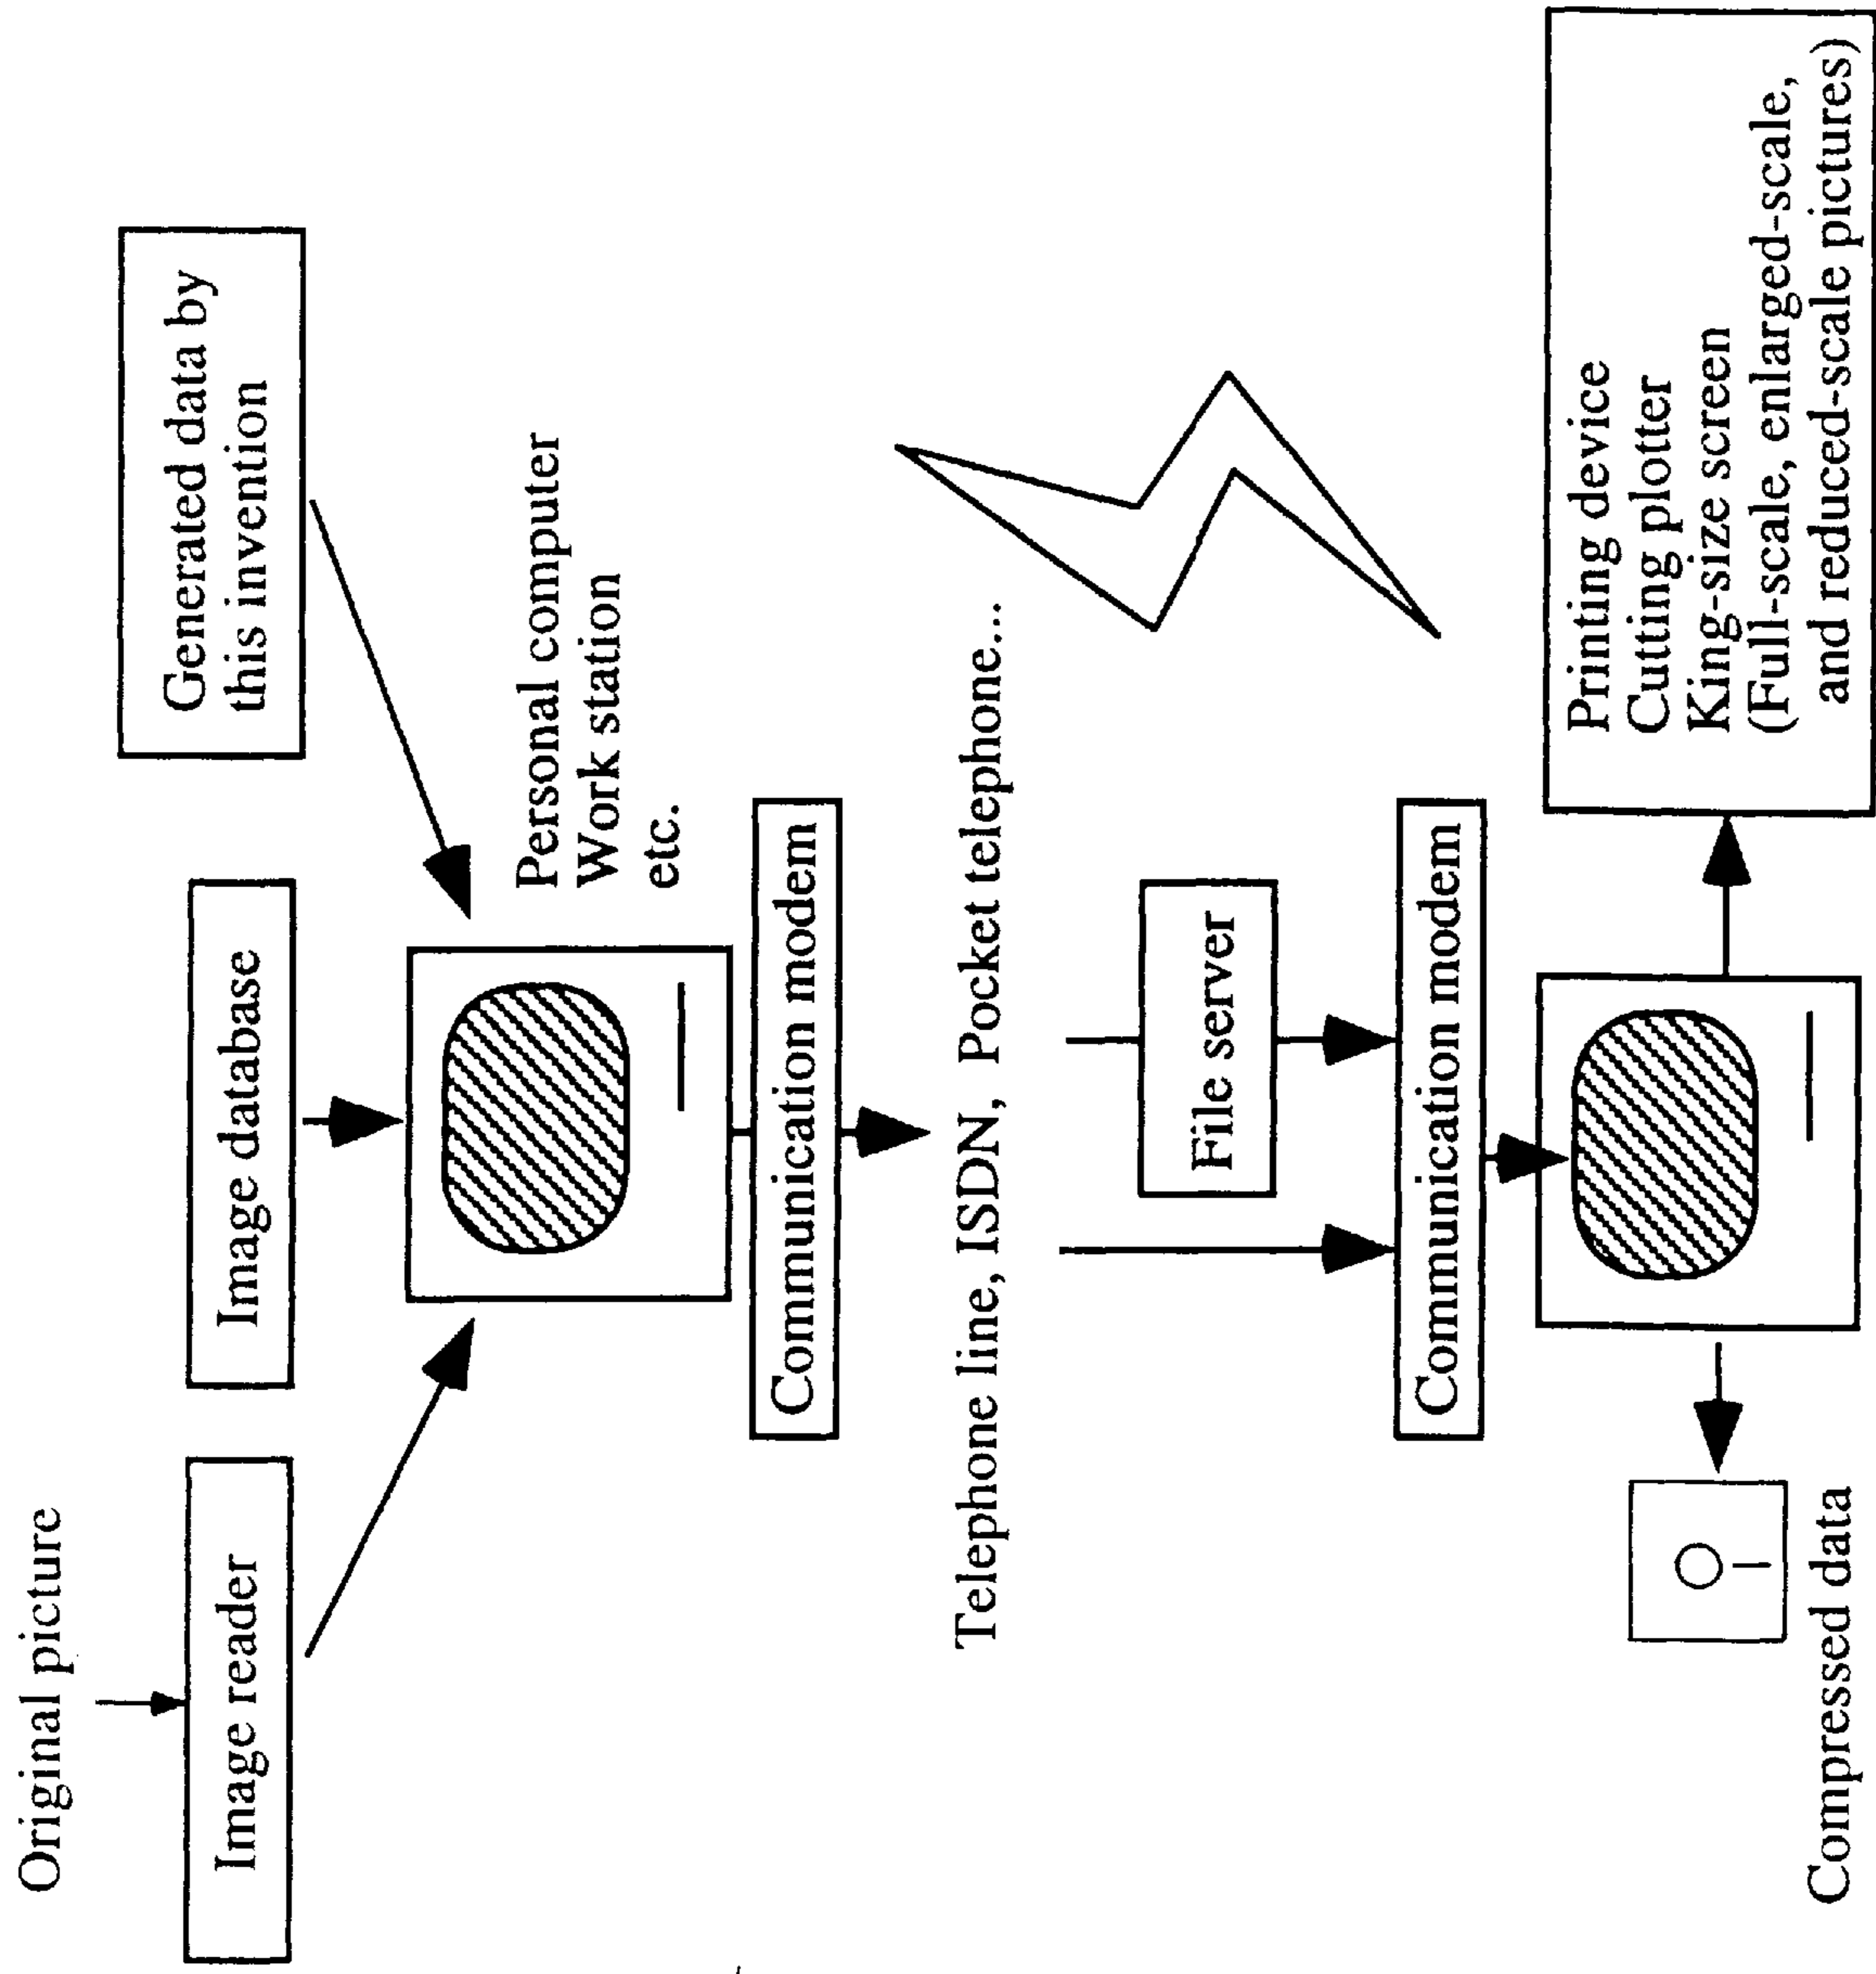 Original picture
Image reader
Image database
Generated data by
this invention
Personal computer
Work station
etc.
Communication modem
Telephone line, ISDN, Pocket telephone...
File server
Communication modem
Printing device
Cutting plotter
King-size screen
(Full-scale, enlarged-scale,
and reduced-scale pictures)
Compressed data